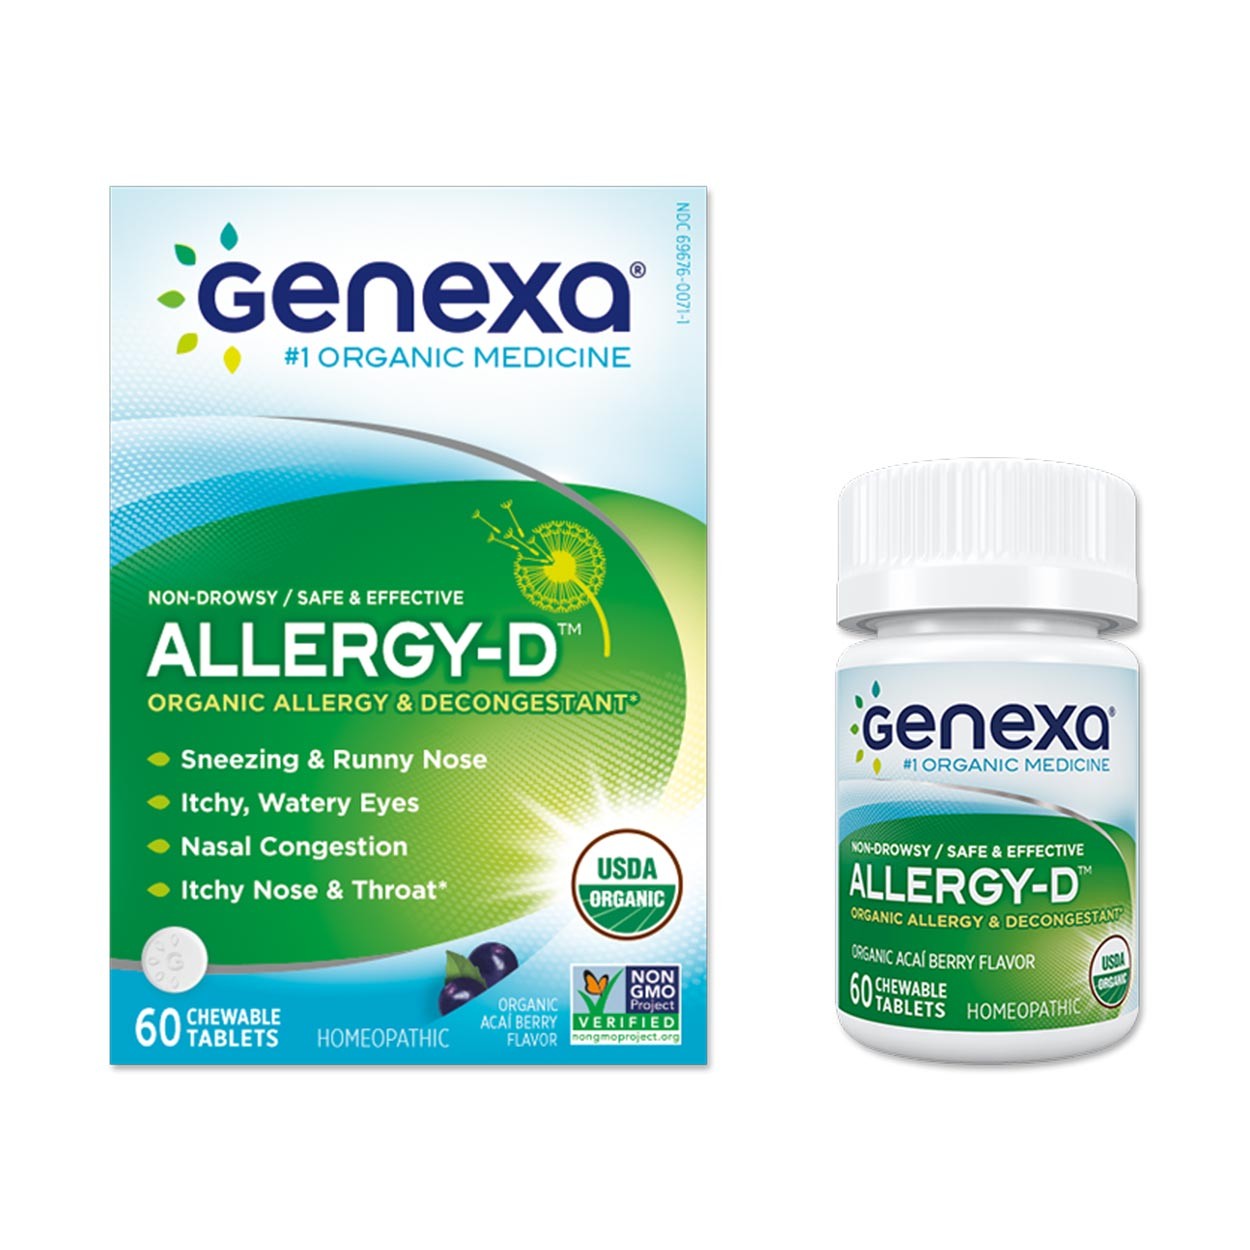 Genexa®
#1 ORGANIC MEDICINE
NDC 69676-0071-1
NON-DROWSY / SAFE & EFFECTIVE
ALLERGY-D™
ORGANIC ALLERGY & DECONGESTANT*
Sneezing & Runny Nose
Itchy, Watery Eyes
Nasal Congestion
Itchy Nose & Throat*
USDA
ORGANIC
G
60 CHEWABLE
TABLETS
HOMEOPATHIC
ORGANIC
ACAÍ BERRY
FLAVOR
NON
GMO
Project
VERIFIED
nongmoproject.org
Genexa®
#1 ORGANIC MEDICINE
NON-DROWSY / SAFE & EFFECTIVE
ALLERGY-D™
ORGANIC ALLERGY & DECONGESTANT*
ORGANIC ACAÍ BERRY FLAVOR
60 CHEWABLE
TABLETS
HOMEOPATHIC
USDA
ORGANIC